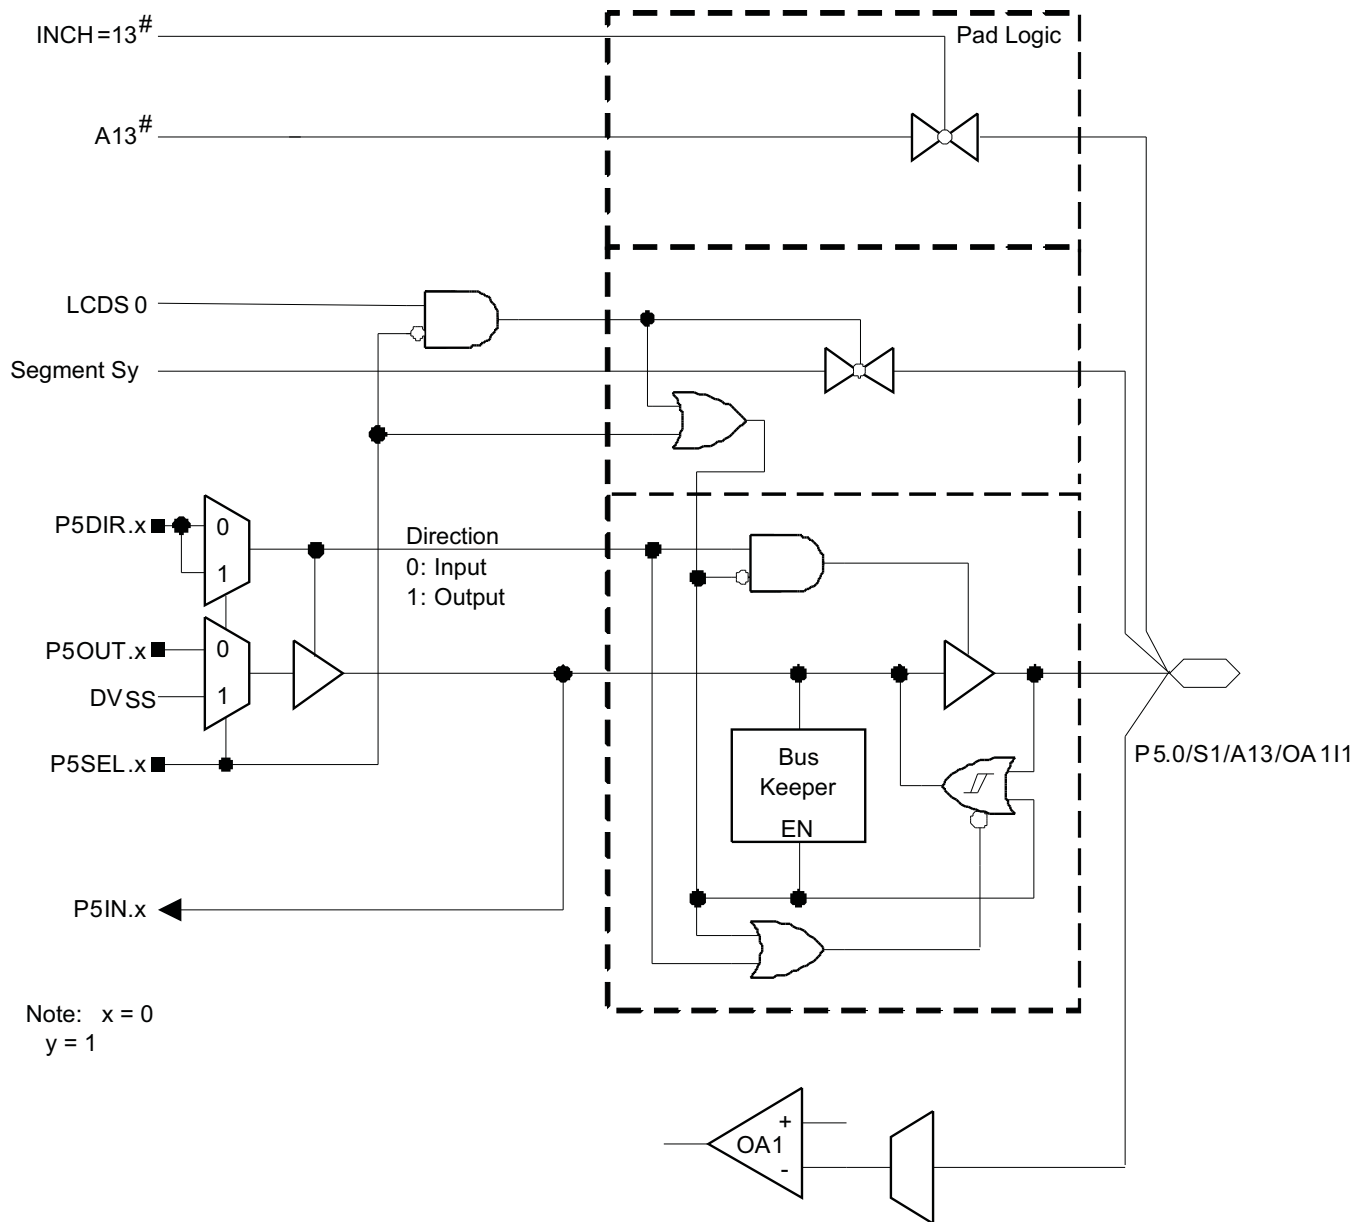 INCH=13#
Pad Logic
A13#
LCDS0
Segment Sy
P5DIR.x
0
1
Direction
0: Input
1: Output
P5OUT.x
0
DVSS
1
P5SEL.x
Bus
Keeper
EN
P5.0/S1/A13/OA1I1
P5IN.x
Note: x = 0
y = 1
+
OA1
-